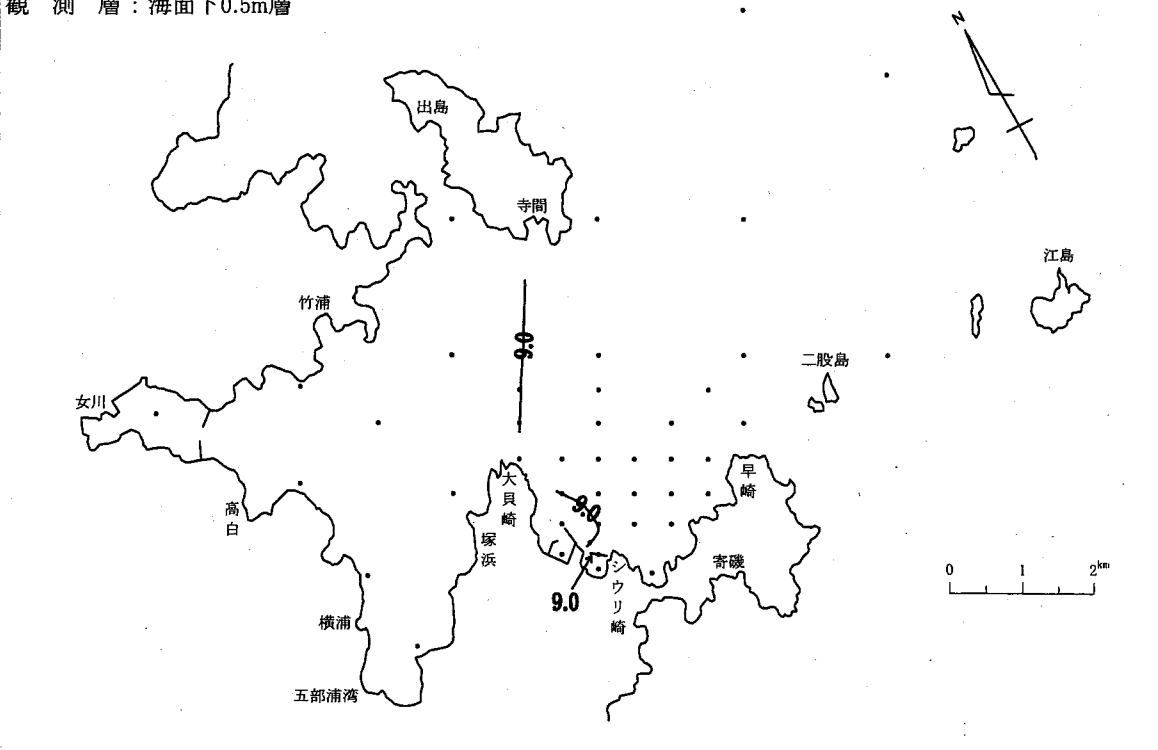 観 測 層：海面下0.5m層
N
出島
寺間
江島
竹浦
9.0
二股島
女川
早崎
大貝崎
高白
9.0
塚浜
寄磯
シウリ崎
0 1 2km
9.0
横浦
五部浦湾